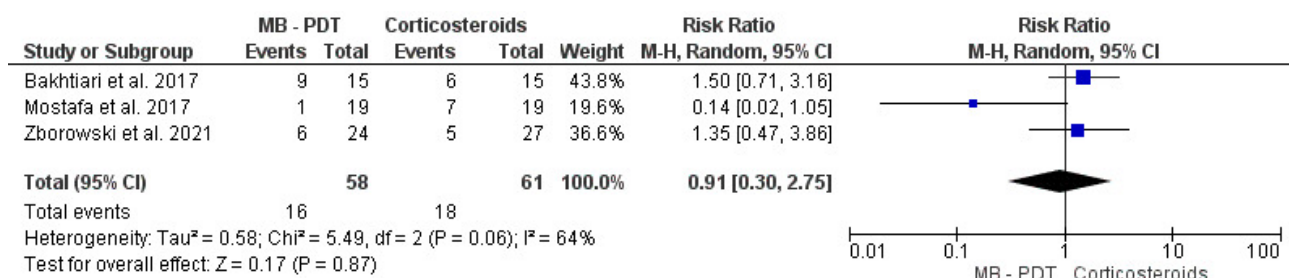 MB - PDT Corticosteroids Risk Ratio Risk Ratio
Study or Subgroup Events Total Events Total Weight M-H, Random, 95% CI M-H, Random, 95% CI
Bakhtiari et al. 2017 9 15 6 15 43.8% 1.50 [0.71, 3.16]
Mostafa et al. 2017 1 19 7 19 19.6% 0.14 [0.02, 1.05]
Zborowski et al. 2021 6 24 5 27 36.6% 1.35 [0.47, 3.86]
Total (95% CI) 58 61 100.0% 0.91 [0.30, 2.75]
Total events 16 18
Heterogeneity: Tau² = 0.58; Chi² = 5.49, df = 2 (P = 0.06); I² = 64%
Test for overall effect: Z = 0.17 (P = 0.87)
0.01 0.1 1 10 100
MB - PDT Corticosteroids